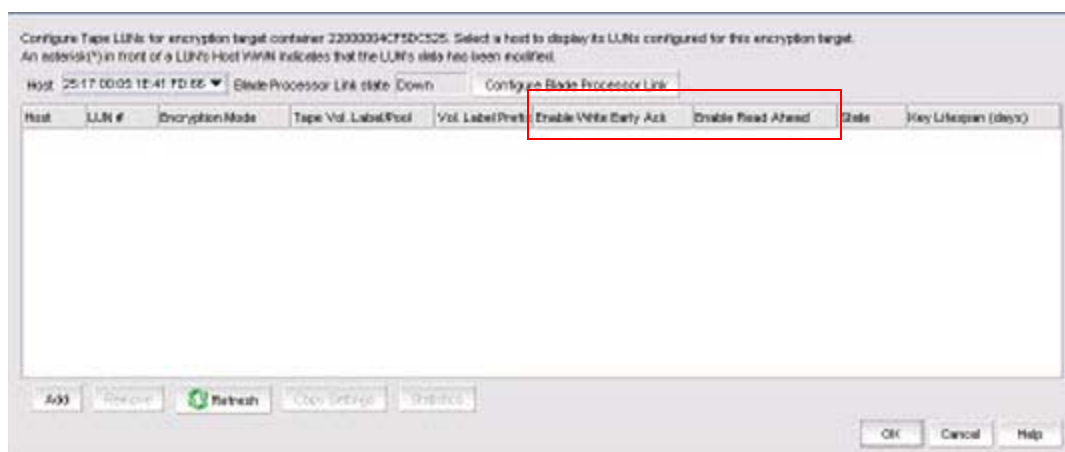 Configure Tape LUNs for encryption target container 22000004CF5DC525. Select a host to display its LUNs configured for this encryption target.
An asterisk(*) in front of a LUN's Host WWN indicates that the LUN's data has been modified.
Host 25:17:00:05:1E:41:FD:66 Blade Processor Link state Down Configure Blade Processor Link
Host LUN # Encryption Mode Tape Vol. Label/Pool Vol. Label Prefix Enable Write Early Ack Enable Read Ahead State Key Lifespan (days)
Add Remove Refresh Copy Settings Statistics
OK Cancel Help